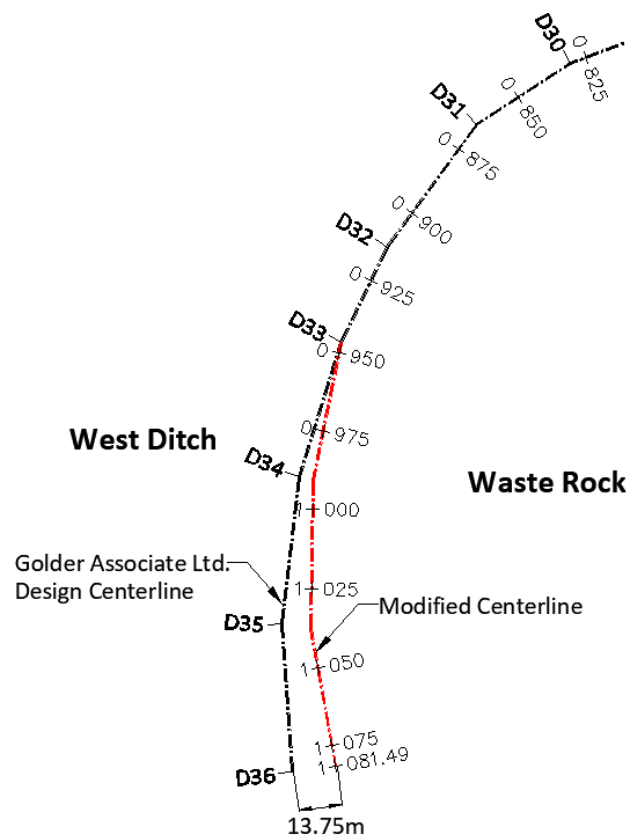 D30
0+825
0+850
D31
0+875
0+900
D32
0+925
D33
0+950
0+975
West Ditch
D34
Waste Rock
1+000
Golder Associate Ltd.
Design Centerline
1+025
Modified Centerline
D35
1+050
1+075
1+081.49
D36
13.75m